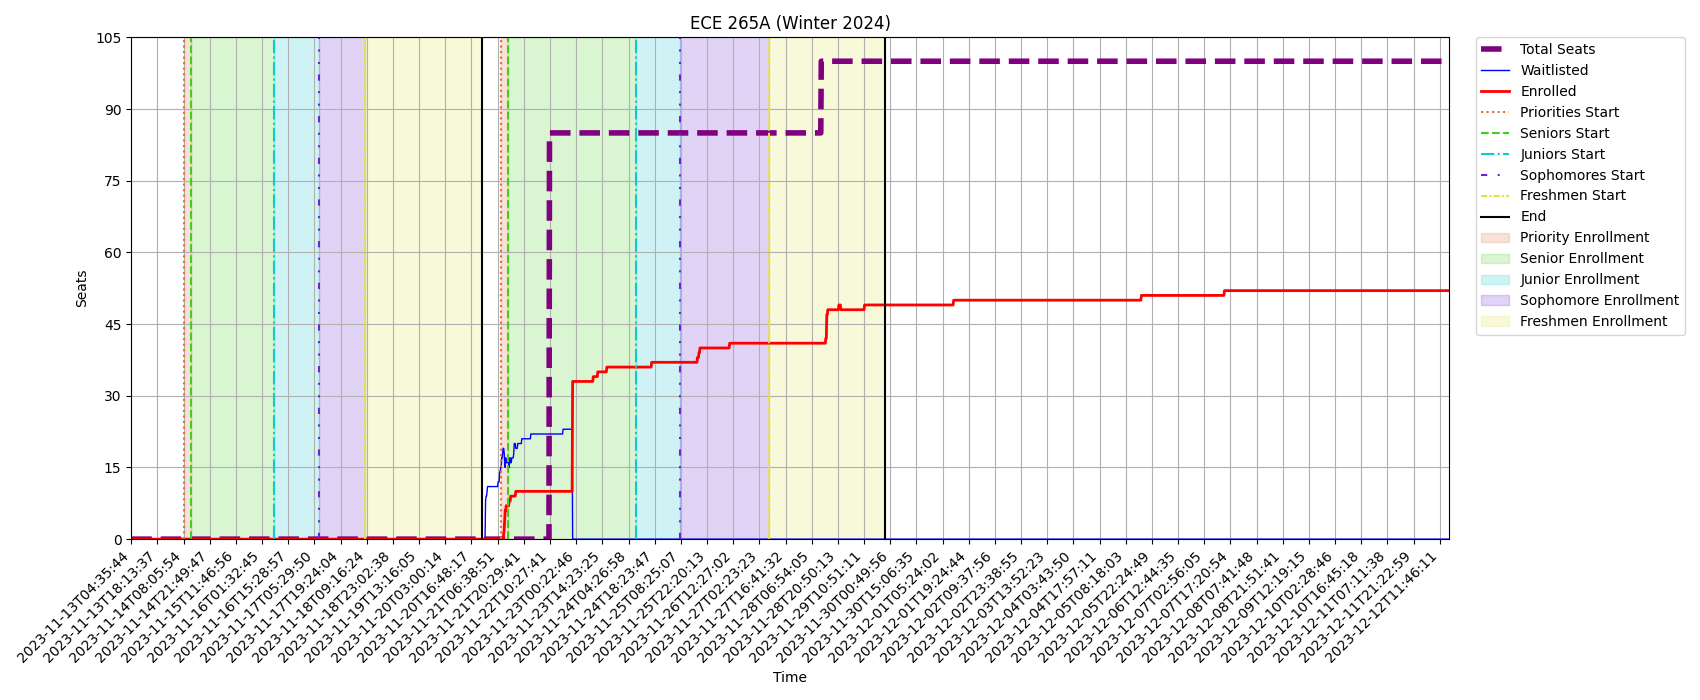 ECE 265A (Winter 2024)
105
90
75
60
45
30
15
0
Seats
2023-11-13T04:35:44
2023-11-13T18:13:37
2023-11-14T08:05:54
2023-11-14T21:49:47
2023-11-15T11:46:56
2023-11-16T01:32:45
2023-11-16T15:28:57
2023-11-17T05:29:50
2023-11-17T19:24:04
2023-11-18T09:16:24
2023-11-18T23:02:38
2023-11-19T13:16:05
2023-11-20T03:00:14
2023-11-20T16:48:17
2023-11-21T06:38:51
2023-11-21T20:29:41
2023-11-22T10:27:41
2023-11-23T00:22:46
2023-11-23T14:23:25
2023-11-24T04:26:58
2023-11-24T18:23:47
2023-11-25T08:25:07
2023-11-25T22:20:13
2023-11-26T12:27:02
2023-11-27T02:23:23
2023-11-27T16:41:32
2023-11-28T06:54:05
2023-11-28T20:50:13
2023-11-29T10:51:11
2023-11-30T00:49:56
2023-11-30T15:06:35
2023-12-01T05:24:02
2023-12-01T19:24:44
2023-12-02T09:37:56
2023-12-02T23:38:55
2023-12-03T13:52:23
2023-12-04T03:43:50
2023-12-04T17:57:11
2023-12-05T08:18:03
2023-12-05T22:24:49
2023-12-06T12:44:35
2023-12-07T02:56:05
2023-12-07T17:20:54
2023-12-08T07:41:48
2023-12-08T21:51:41
2023-12-09T12:19:15
2023-12-10T02:28:46
2023-12-10T16:45:18
2023-12-11T07:11:38
2023-12-11T21:22:59
2023-12-12T11:46:11
Time
Total Seats
Waitlisted
Enrolled
Priorities Start
Seniors Start
Juniors Start
Sophomores Start
Freshmen Start
End
Priority Enrollment
Senior Enrollment
Junior Enrollment
Sophomore Enrollment
Freshmen Enrollment